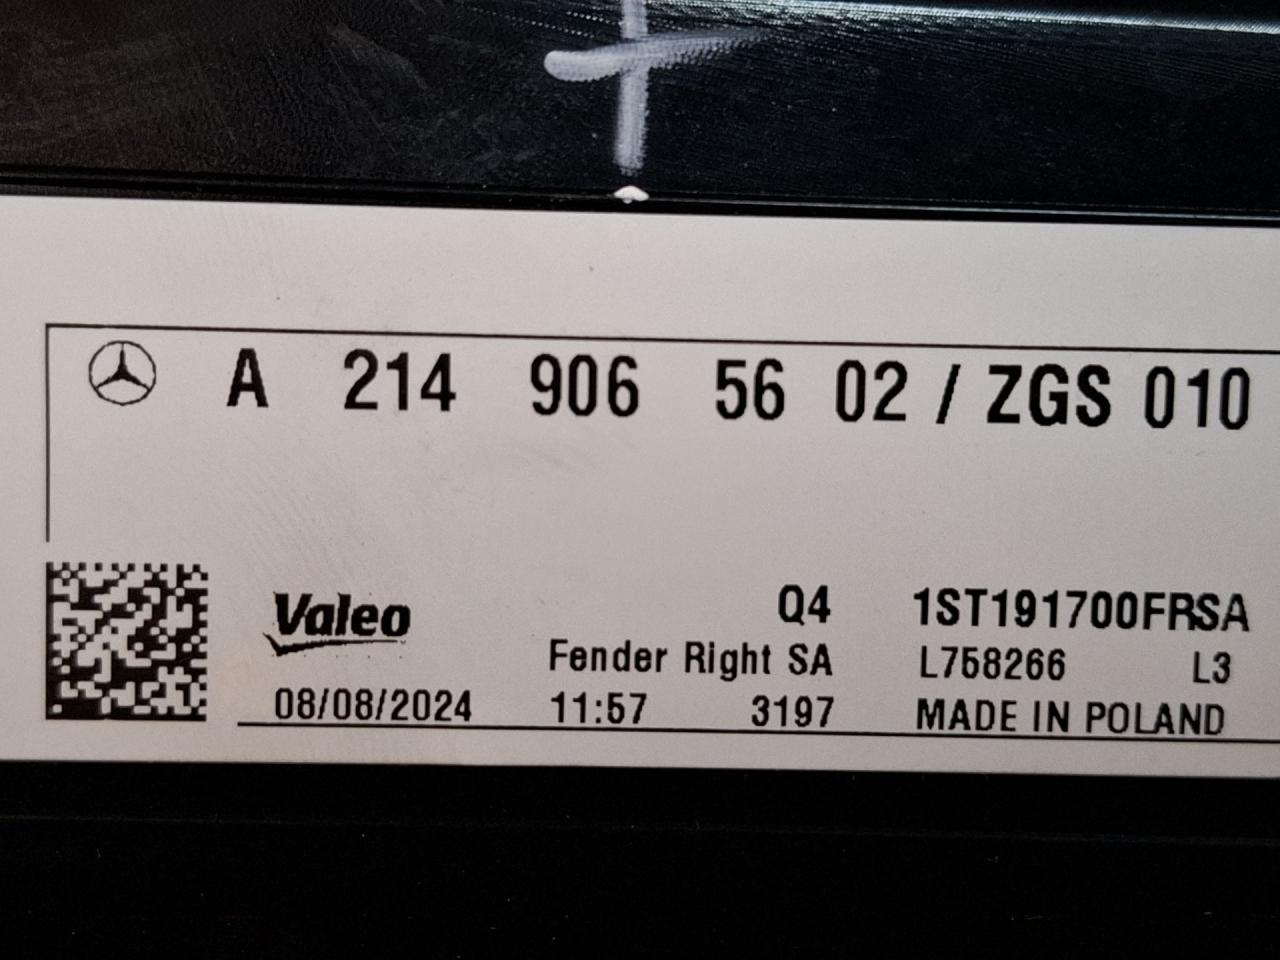 A 214 906 56 02 / ZGS 010
Valeo Q4 1ST191700FRSA
Fender Right SA L758266 L3
08/08/2024 11:57 3197 MADE IN POLAND